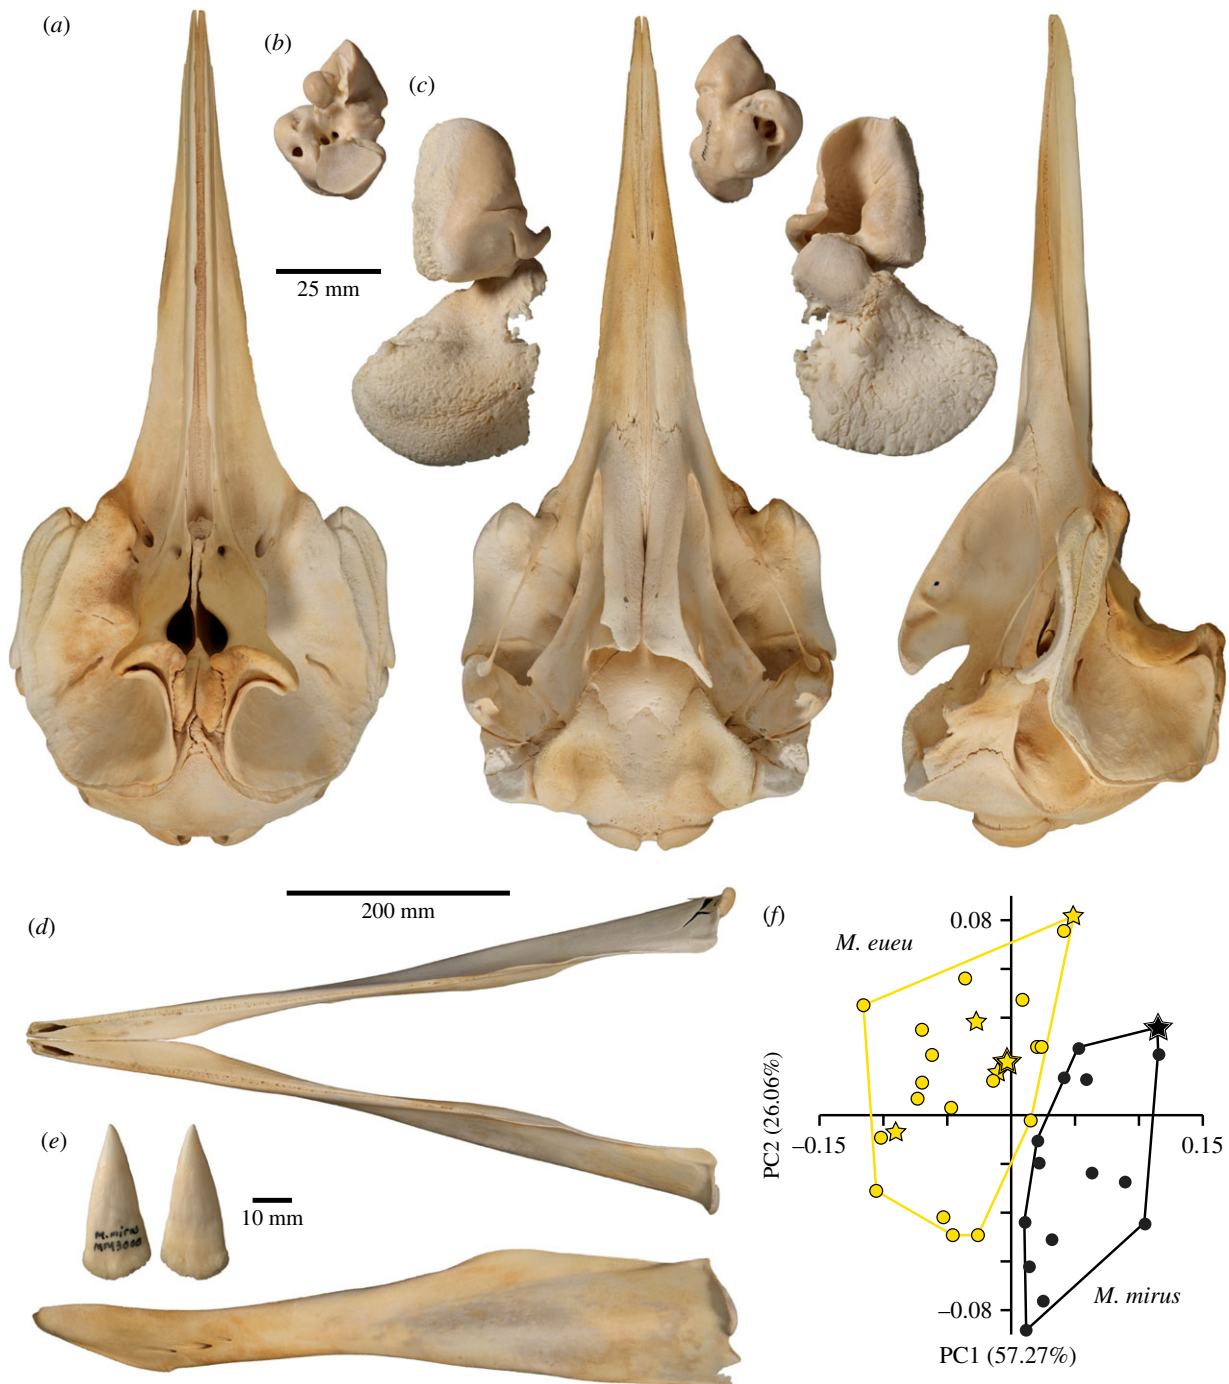 (a)
(b)
(c)
25 mm
200 mm
(d)
(e)
M. mirus
MM3000
10 mm
(f)
0.08
M. eueu
PC2 (26.06%)
–0.15
0.15
–0.08
M. mirus
PC1 (57.27%)